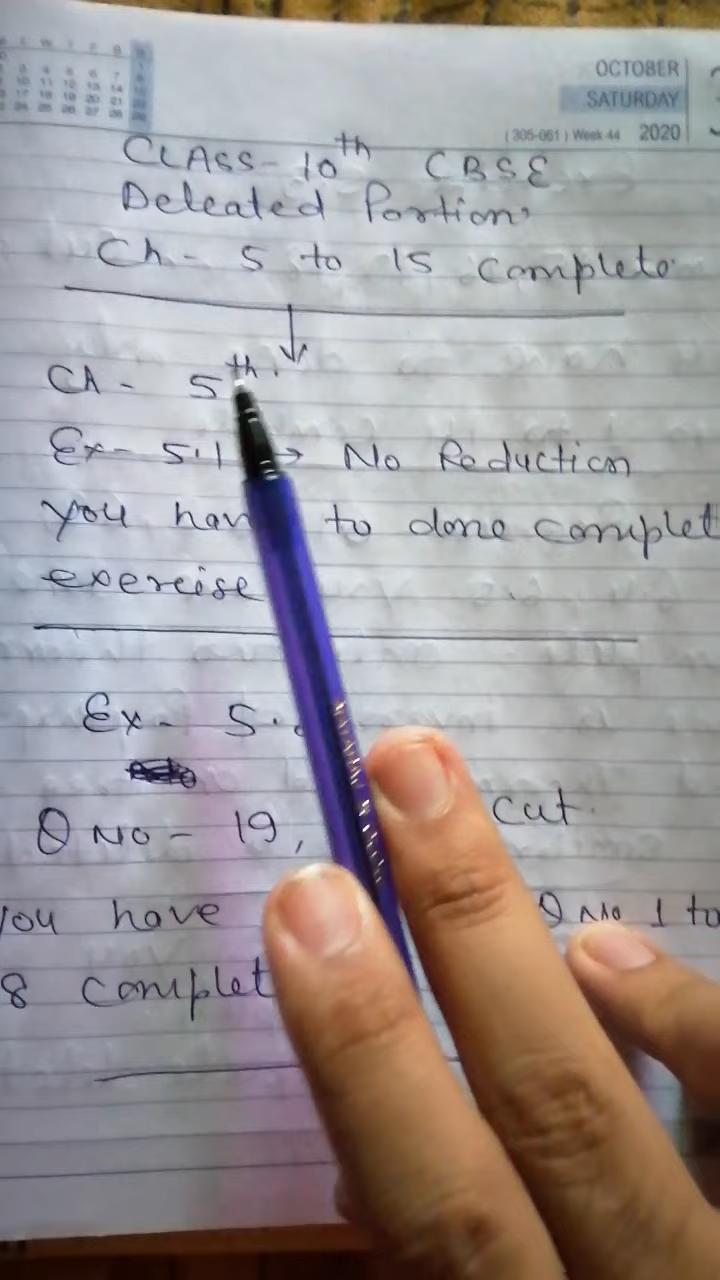 OCTOBER
SATURDAY
(305-061) Week 44 2020
CLASS-10th CBSE
Deleated Portion
Ch- 5 to 15 complete
Ch- 5th
Ex- 5.1 → No Reduction
you hav to done complet
exercise
Ex- 5.
Q No- 19, cut
you have Q No 1 to
8 complet